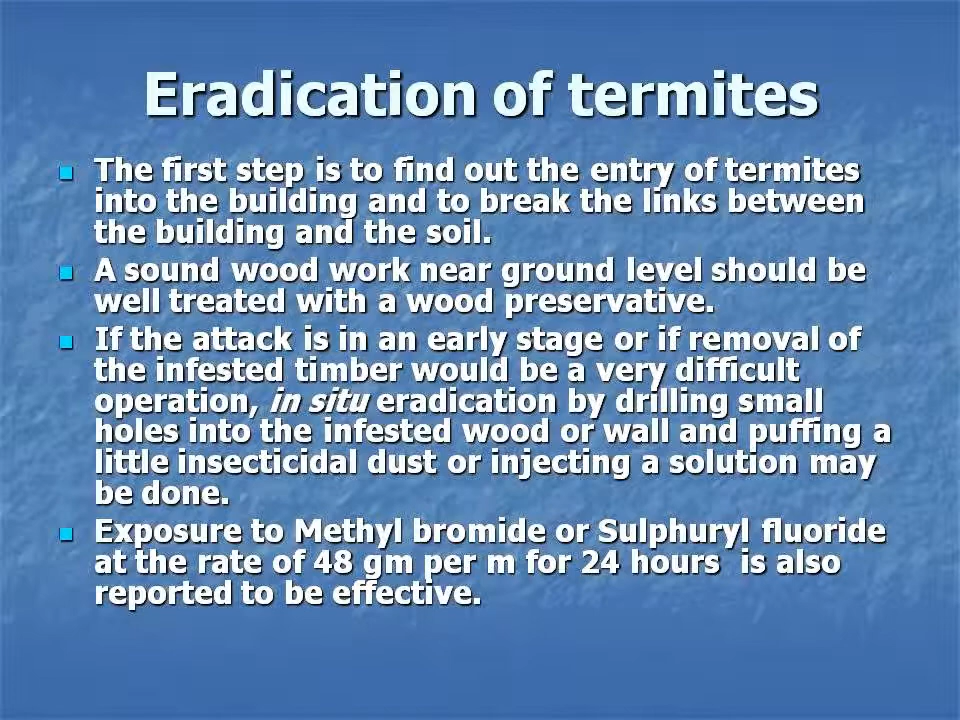 Eradication of termites
The first step is to find out the entry of termites
into the building and to break the links between
the building and the soil.
A sound wood work near ground level should be
well treated with a wood preservative.
If the attack is in an early stage or if removal of
the infested timber would be a very difficult
operation, in situ eradication by drilling small
holes into the infested wood or wall and puffing a
little insecticidal dust or injecting a solution may
be done.
Exposure to Methyl bromide or Sulphuryl fluoride
at the rate of 48 gm per m for 24 hours  is also
reported to be effective.